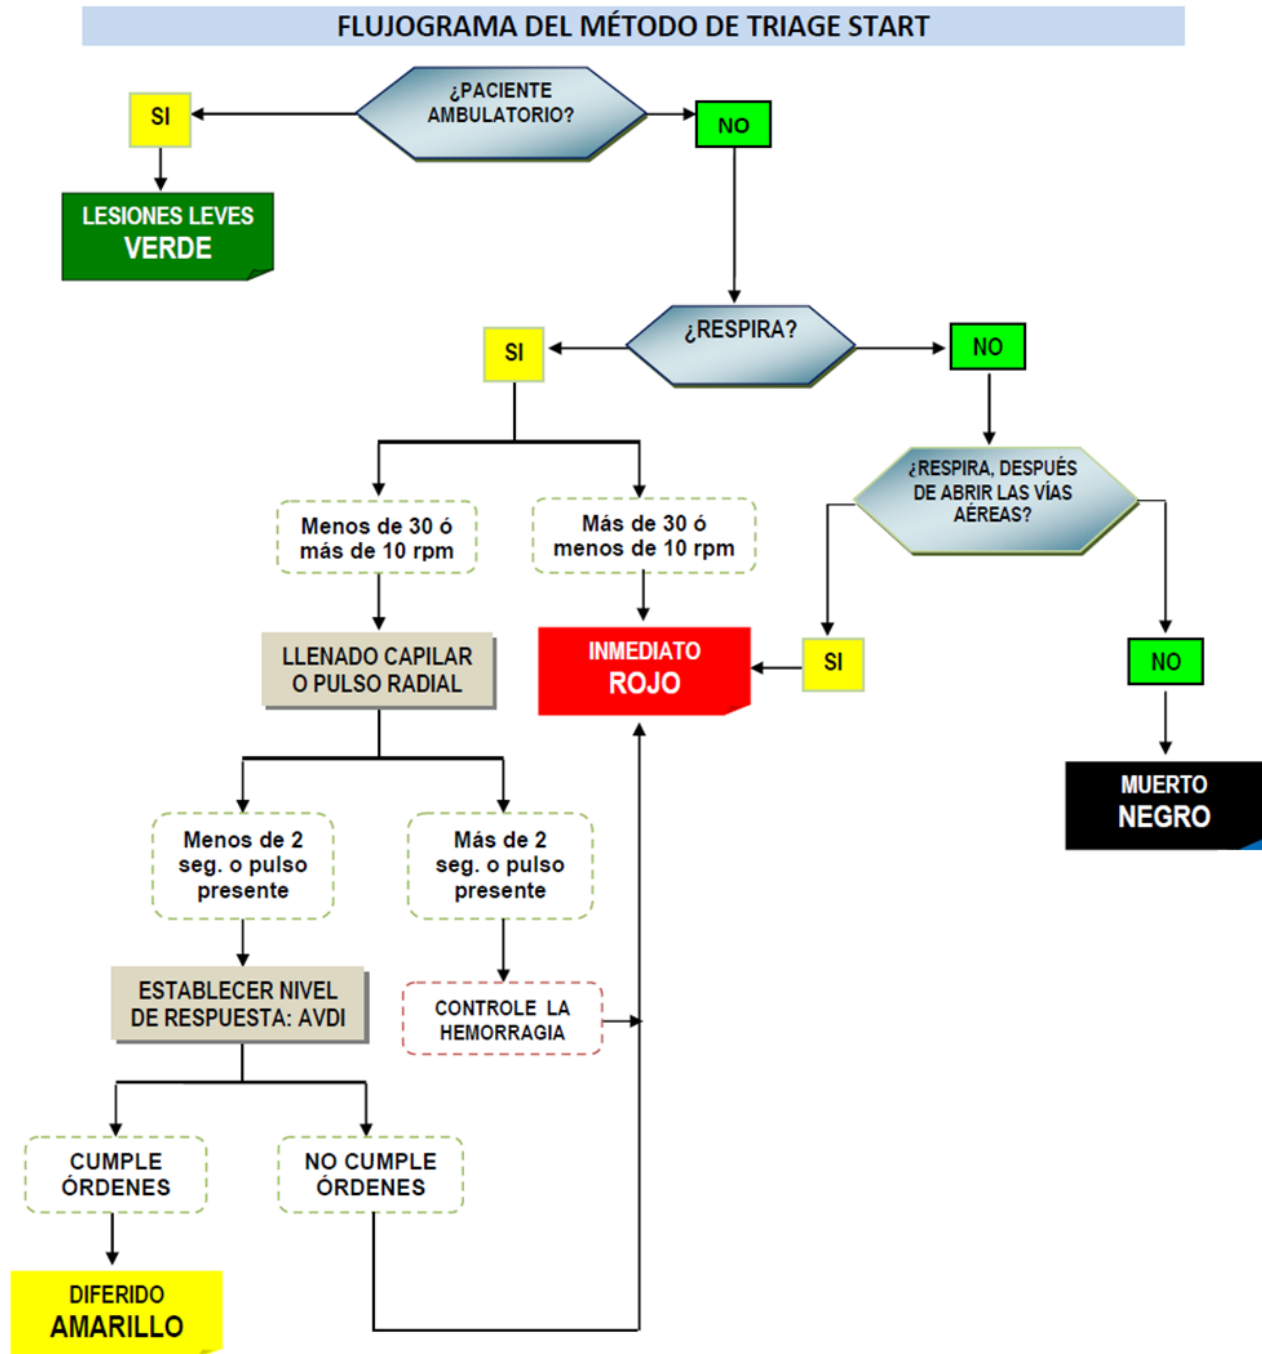 FLUJOGRAMA DEL MÉTODO DE TRIAGE START
¿PACIENTE
AMBULATORIO?
SI
NO
LESIONES LEVES
VERDE
¿RESPIRA?
SI
NO
¿RESPIRA, DESPUÉS
DE ABRIR LAS VÍAS
AÉREAS?
Menos de 30 ó
más de 10 rpm
Más de 30 ó
menos de 10 rpm
LLENADO CAPILAR
O PULSO RADIAL
INMEDIATO
ROJO
SI
NO
MUERTO
NEGRO
Menos de 2
seg. o pulso
presente
Más de 2
seg. o pulso
presente
ESTABLECER NIVEL
DE RESPUESTA: AVDI
CONTROLE LA
HEMORRAGIA
CUMPLE
ÓRDENES
NO CUMPLE
ÓRDENES
DIFERIDO
AMARILLO